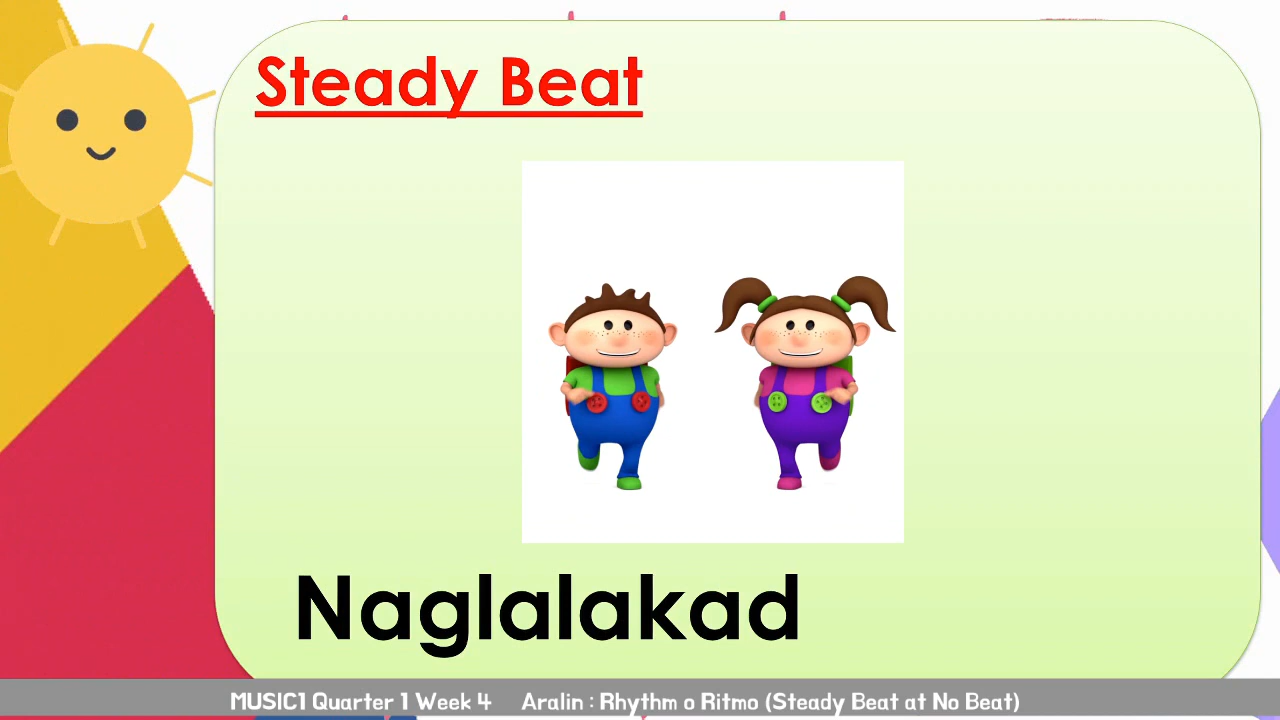 Steady Beat
Naglalakad
MUSIC1 Quarter 1 Week 4 Aralin : Rhythm o Ritmo (Steady Beat at No Beat)